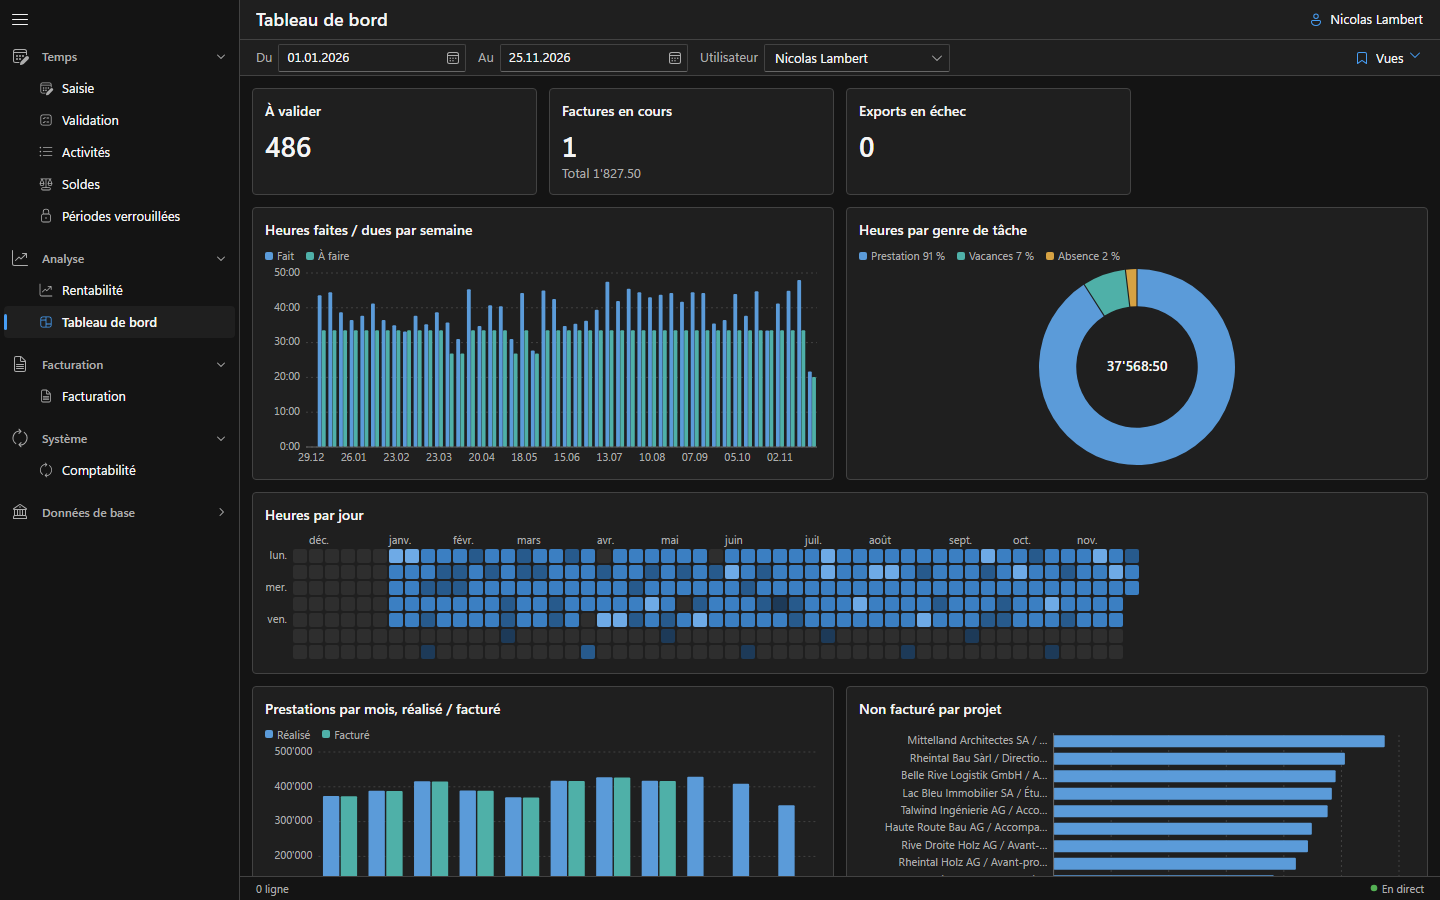 Tableau de bord
Nicolas Lambert
Temps
Saisie
Validation
Activités
Soldes
Périodes verrouillées
Analyse
Rentabilité
Tableau de bord
Facturation
Facturation
Système
Comptabilité
Données de base
Du 01.01.2026 Au 25.11.2026 Utilisateur Nicolas Lambert Vues
À valider
486
Factures en cours
1
Total 1'827.50
Exports en échec
0
Heures faites / dues par semaine
Fait À faire
50:00
40:00
30:00
20:00
10:00
0:00
29.12 26.01 23.02 23.03 20.04 18.05 15.06 13.07 10.08 07.09 05.10 02.11
Heures par genre de tâche
Prestation 91 % Vacances 7 % Absence 2 %
37'568:50
Heures par jour
déc. janv. févr. mars avr. mai juin juil. août sept. oct. nov.
lun.
mer.
ven.
Prestations par mois, réalisé / facturé
Réalisé Facturé
500'000
400'000
300'000
200'000
Non facturé par projet
Mittelland Architectes SA / ...
Rheintal Bau Sàrl / Directio...
Belle Rive Logistik GmbH / A...
Lac Bleu Immobilier SA / Étu...
Talwind Ingénierie AG / Acco...
Haute Route Bau AG / Accompa...
Rive Droite Holz AG / Avant-...
Rheintal Holz AG / Avant-pro...
0 ligne
En direct